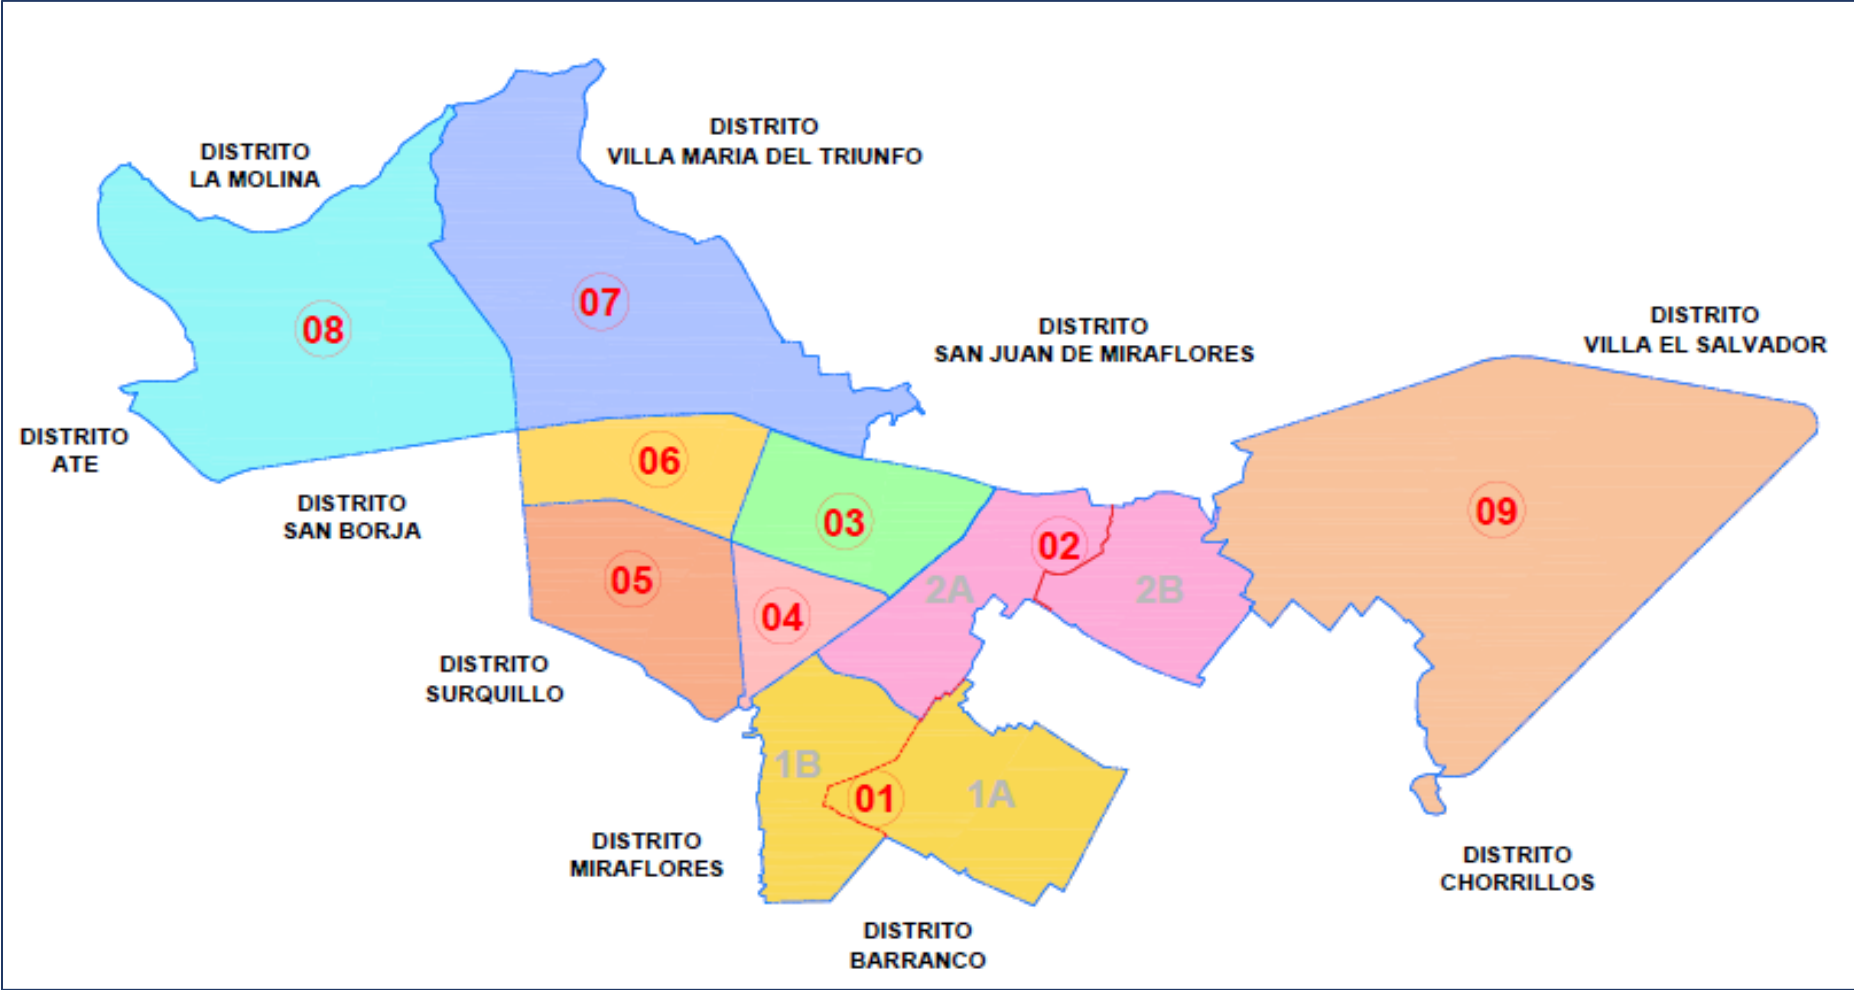 DISTRITO
VILLA MARIA DEL TRIUNFO
DISTRITO
LA MOLINA
07
08
DISTRITO
SAN JUAN DE MIRAFLORES
DISTRITO
VILLA EL SALVADOR
DISTRITO
ATE
06
DISTRITO
SAN BORJA
03
09
02
05
2A
2B
04
DISTRITO
SURQUILLO
1B
01
1A
DISTRITO
MIRAFLORES
DISTRITO
CHORRILLOS
DISTRITO
BARRANCO